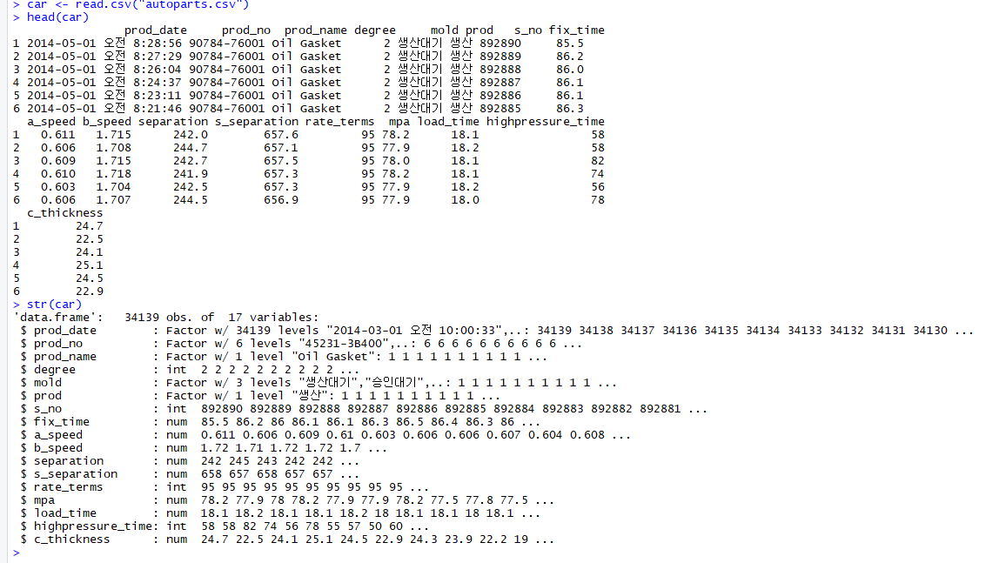 > car <- read.csv("autoparts.csv")
> head(car)
prod_date prod_no prod_name degree mold prod s_no fix_time
1 2014-05-01 오전 8:28:56 90784-76001 Oil Gasket 2 생산대기 생산 892890 85.5
2 2014-05-01 오전 8:27:29 90784-76001 Oil Gasket 2 생산대기 생산 892889 86.2
3 2014-05-01 오전 8:26:04 90784-76001 Oil Gasket 2 생산대기 생산 892888 86.0
4 2014-05-01 오전 8:24:37 90784-76001 Oil Gasket 2 생산대기 생산 892887 86.1
5 2014-05-01 오전 8:23:11 90784-76001 Oil Gasket 2 생산대기 생산 892886 86.1
6 2014-05-01 오전 8:21:46 90784-76001 Oil Gasket 2 생산대기 생산 892885 86.3
a_speed b_speed separation s_separation rate_terms mpa load_time highpressure_time
1 0.611 1.715 242.0 657.6 95 78.2 18.1 58
2 0.606 1.708 244.7 657.1 95 77.9 18.2 58
3 0.609 1.715 242.7 657.5 95 78.0 18.1 82
4 0.610 1.718 241.9 657.3 95 78.2 18.1 74
5 0.603 1.704 242.5 657.3 95 77.9 18.2 56
6 0.606 1.707 244.5 656.9 95 77.9 18.0 78
c_thickness
1 24.7
2 22.5
3 24.1
4 25.1
5 24.5
6 22.9
> str(car)
'data.frame': 34139 obs. of 17 variables:
$ prod_date : Factor w/ 34139 levels "2014-03-01 오전 10:00:33",..: 34139 34138 34137 34136 34135 34134 34133 34132 34131 34130 ...
$ prod_no : Factor w/ 6 levels "45231-3B400",..: 6 6 6 6 6 6 6 6 6 6 ...
$ prod_name : Factor w/ 1 level "Oil Gasket": 1 1 1 1 1 1 1 1 1 1 ...
$ degree : int 2 2 2 2 2 2 2 2 2 2 ...
$ mold : Factor w/ 3 levels "생산대기","승인대기",..: 1 1 1 1 1 1 1 1 1 1 ...
$ prod : Factor w/ 1 level "생산": 1 1 1 1 1 1 1 1 1 1 ...
$ s_no : int 892890 892889 892888 892887 892886 892885 892884 892883 892882 892881 ...
$ fix_time : num 85.5 86.2 86 86.1 86.1 86.3 86.5 86.4 86.3 86 ...
$ a_speed : num 0.611 0.606 0.609 0.61 0.603 0.606 0.606 0.607 0.604 0.608 ...
$ b_speed : num 1.72 1.71 1.72 1.72 1.7 ...
$ separation : num 242 245 243 242 242 ...
$ s_separation : num 658 657 658 657 657 ...
$ rate_terms : int 95 95 95 95 95 95 95 95 95 95 ...
$ mpa : num 78.2 77.9 78 78.2 77.9 77.9 78.2 77.5 77.8 77.5 ...
$ load_time : num 18.1 18.2 18.1 18.1 18.2 18 18.1 18.1 18 18.1 ...
$ highpressure_time: int 58 58 82 74 56 78 55 57 50 60 ...
$ c_thickness : num 24.7 22.5 24.1 25.1 24.5 22.9 24.3 23.9 22.2 19 ...
>